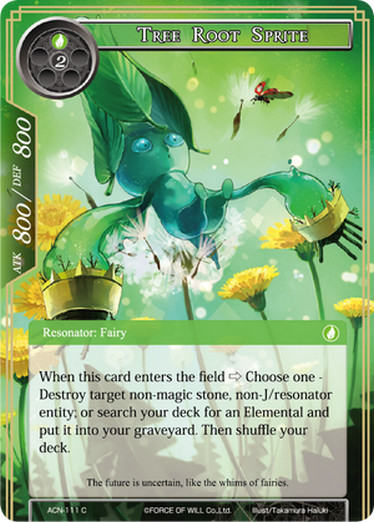 Tree Root Sprite
2
ATK 800 / DEF 800
Resonator: Fairy
When this card enters the field ⇨ Choose one -
Destroy target non-magic stone, non-J/resonator
entity; or search your deck for an Elemental and
put it into your graveyard. Then shuffle your
deck.
The future is uncertain, like the whims of fairies.
ACN-111 C ©FORCE OF WILL Co.,Ltd. Illust/Takamura Haluki